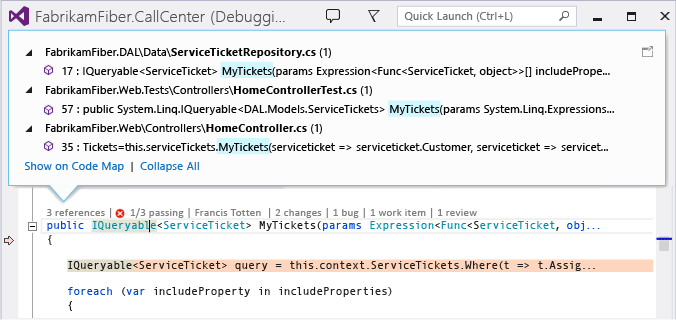 FabrikamFiber.CallCenter (Debuggi...
Quick Launch (Ctrl+L)
FabrikamFiber.DAL\Data\ServiceTicketRepository.cs (1)
17 : IQueryable<ServiceTicket> MyTickets(params Expression<Func<ServiceTicket, object>>[] includePrope...
FabrikamFiber.Web.Tests\Controllers\HomeControllerTest.cs (1)
57 : public System.Linq.IQueryable<DAL.Models.ServiceTickets> MyTickets(params System.Linq.Expressions...
FabrikamFiber.Web\Controllers\HomeController.cs (1)
35 : Tickets=this.serviceTickets.MyTickets(serviceticket => serviceticket.Customer, serviceticket => servicet...
Show on Code Map | Collapse All
3 references | 1/3 passing | Francis Totten | 2 changes | 1 bug | 1 work item | 1 review
public IQueryable<ServiceTicket> MyTickets(params Expression<Func<ServiceTicket, obj...
{
IQueryable<ServiceTicket> query = this.context.ServiceTickets.Where(t => t.Assig...
foreach (var includeProperty in includeProperties)
{